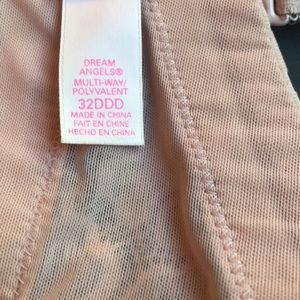 DREAM
ANGELS®
MULTI-WAY/
POLYVALENT
32DDD
MADE IN CHINA
FAIT EN CHINE
HECHO EN CHINA